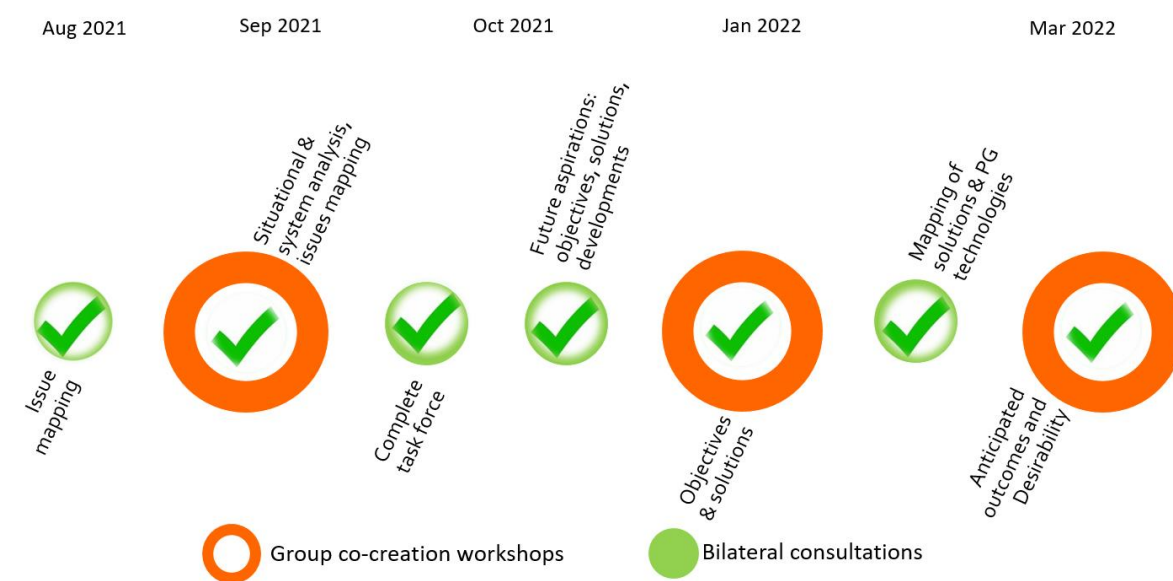 Aug 2021
Sep 2021
Oct 2021
Jan 2022
Mar 2022
Issue
mapping
Situational &
system analysis,
issues mapping
Complete
task force
Future aspirations:
objectives, solutions,
developments
Objectives
& solutions
Mapping of
solutions & PG
technologies
Anticipated
outcomes and
Desirability
Group co-creation workshops
Bilateral consultations